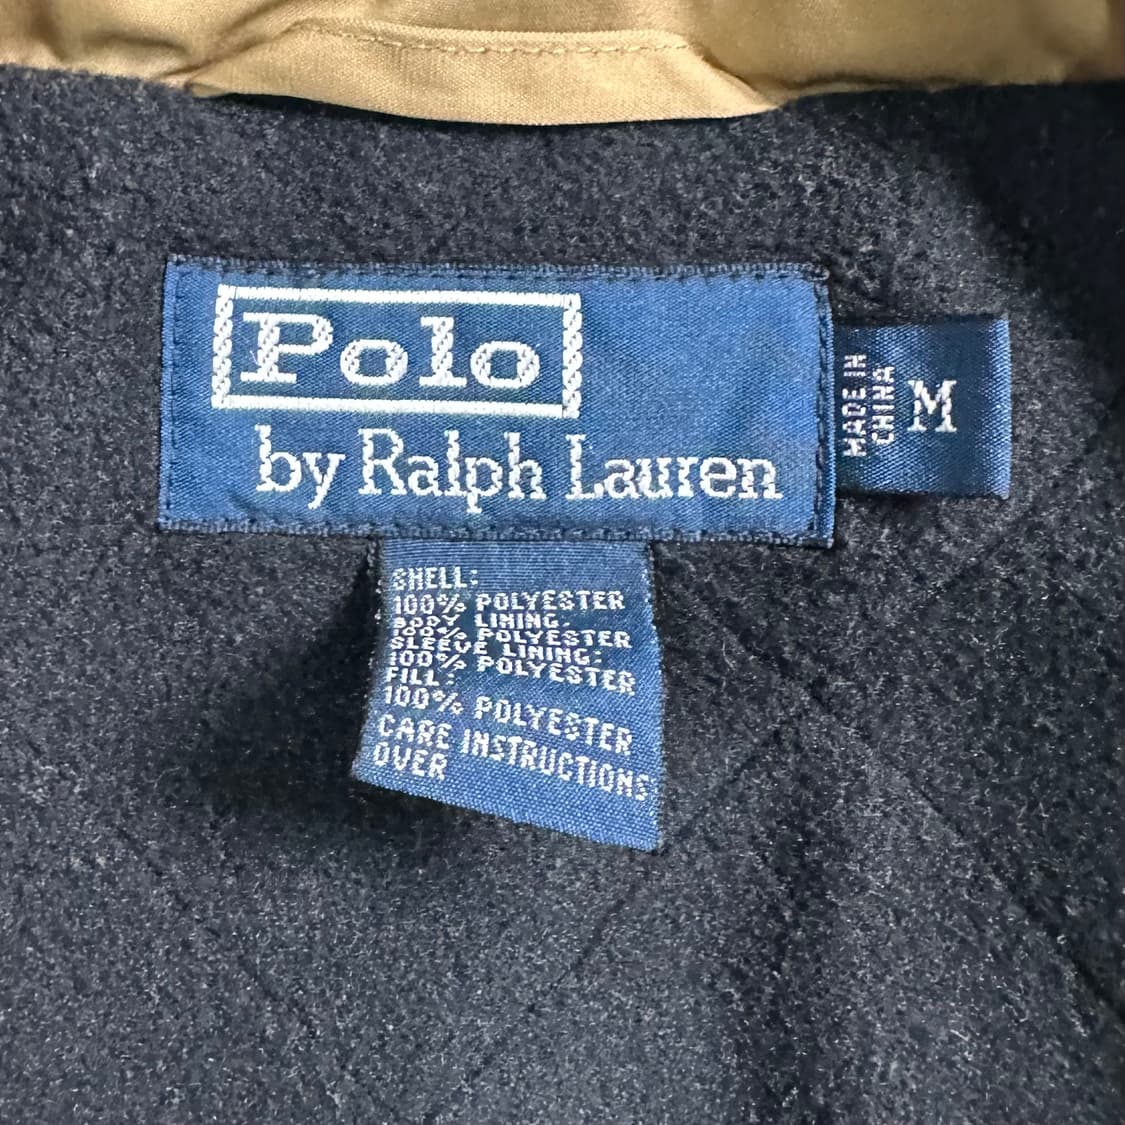 Polo
by Ralph Lauren
MADE IN
CHINA
M
SHELL:
100% POLYESTER
BODY LINING:
100% POLYESTER
SLEEVE LINING:
100% POLYESTER
FILL:
100% POLYESTER
CARE INSTRUCTIONS
OVER